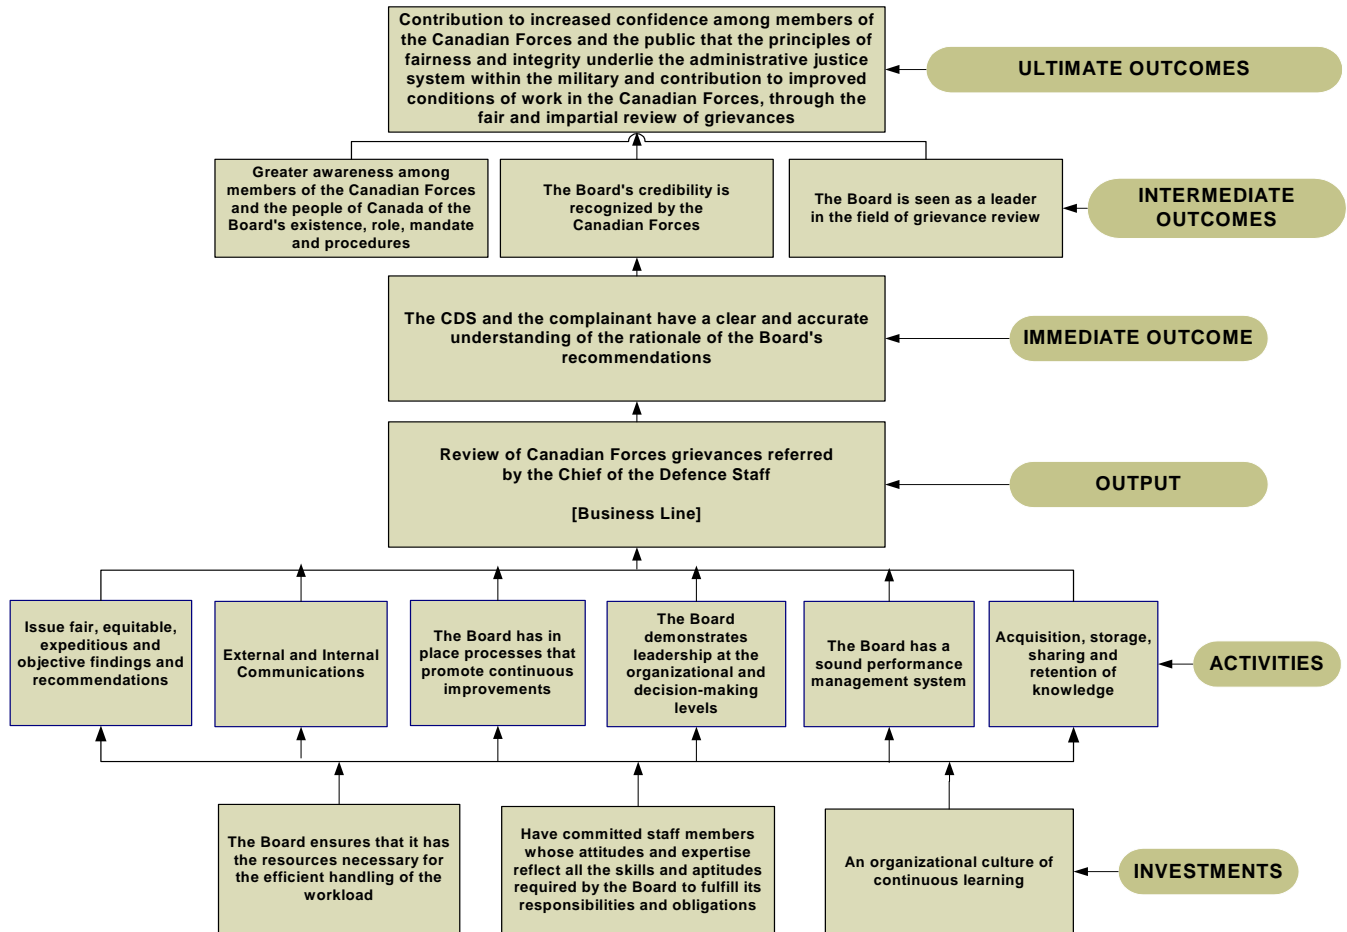 Contribution to increased confidence among members of
the Canadian Forces and the public that the principles of
fairness and integrity underlie the administrative justice
system within the military and contribution to improved
conditions of work in the Canadian Forces, through the
fair and impartial review of grievances
ULTIMATE OUTCOMES
Greater awareness among
members of the Canadian Forces
and the people of Canada of the
Board's existence, role, mandate
and procedures
The Board's credibility is
recognized by the
Canadian Forces
The Board is seen as a leader
in the field of grievance review
INTERMEDIATE
OUTCOMES
The CDS and the complainant have a clear and accurate
understanding of the rationale of the Board's
recommendations
IMMEDIATE OUTCOME
Review of Canadian Forces grievances referred
by the Chief of the Defence Staff
[Business Line]
OUTPUT
Issue fair, equitable,
expeditious and
objective findings and
recommendations
External and Internal
Communications
The Board has in
place processes that
promote continuous
improvements
The Board
demonstrates
leadership at the
organizational and
decision-making
levels
The Board has a
sound performance
management system
Acquisition, storage,
sharing and
retention of
knowledge
ACTIVITIES
The Board ensures that it has
the resources necessary for
the efficient handling of the
workload
Have committed staff members
whose attitudes and expertise
reflect all the skills and aptitudes
required by the Board to fulfill its
responsibilities and obligations
An organizational culture of
continuous learning
INVESTMENTS